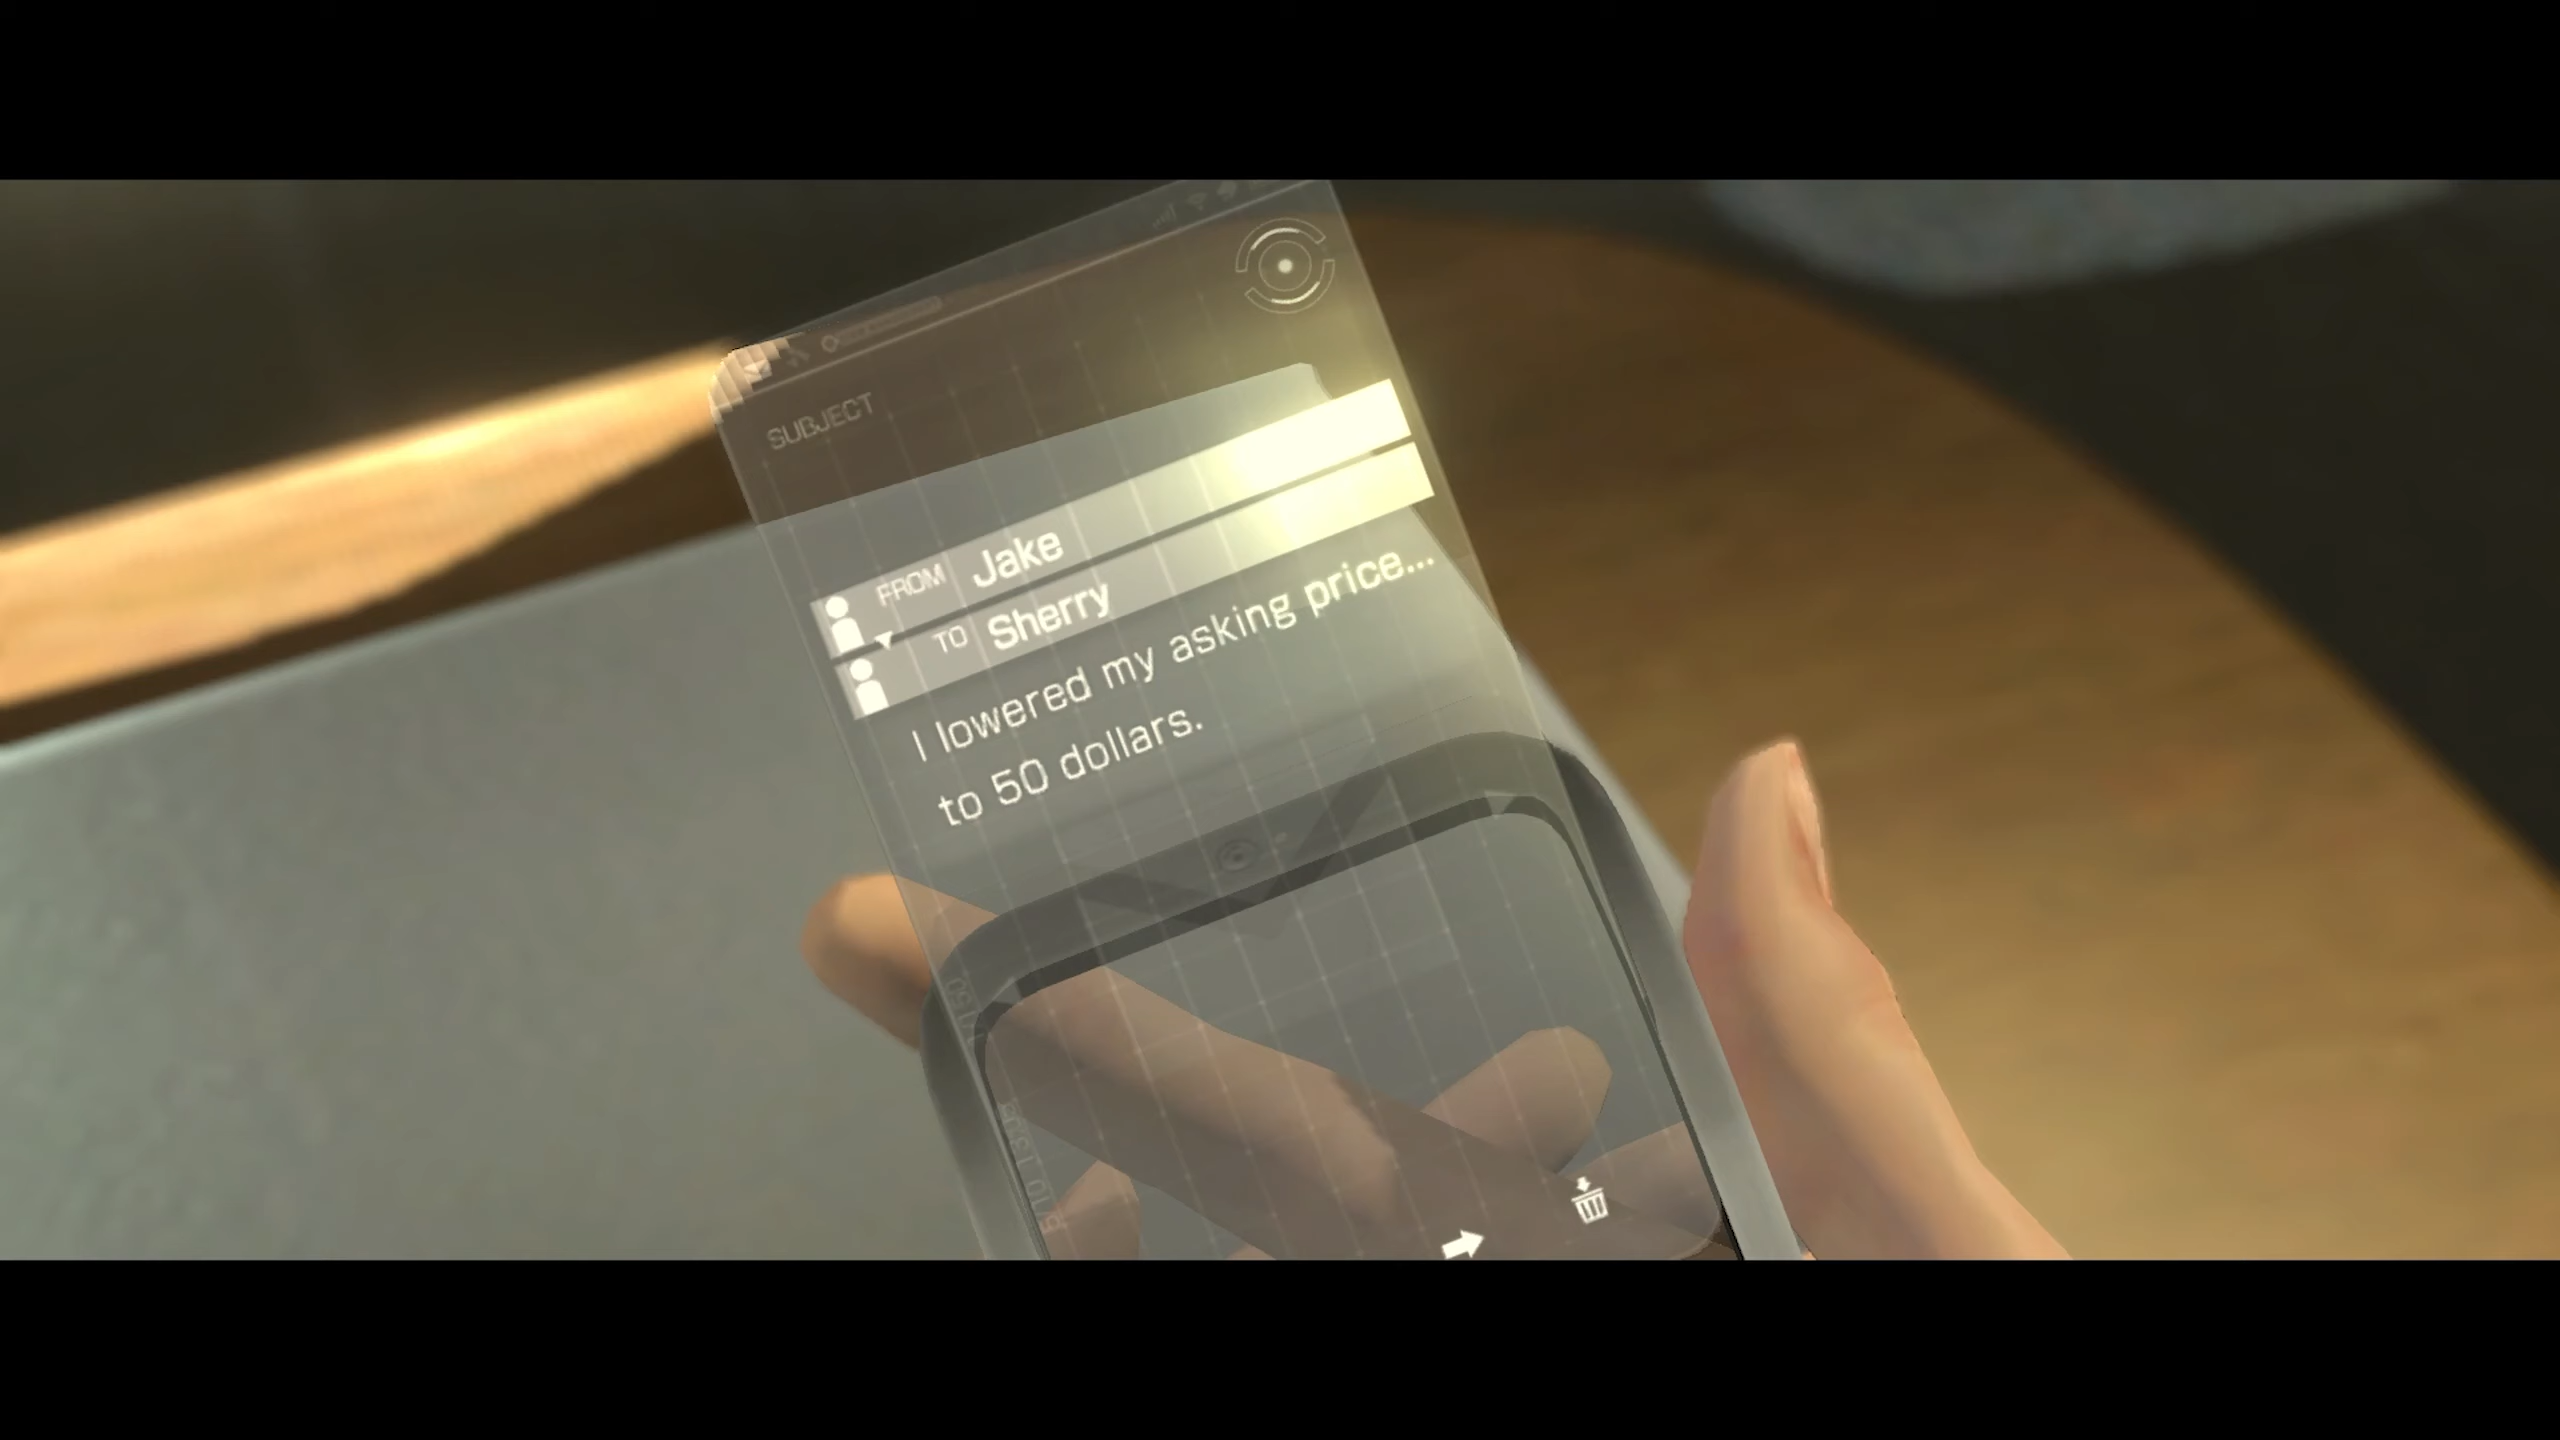 SUBJECT
FROM Jake
TO Sherry
I lowered my asking price...
to 50 dollars.